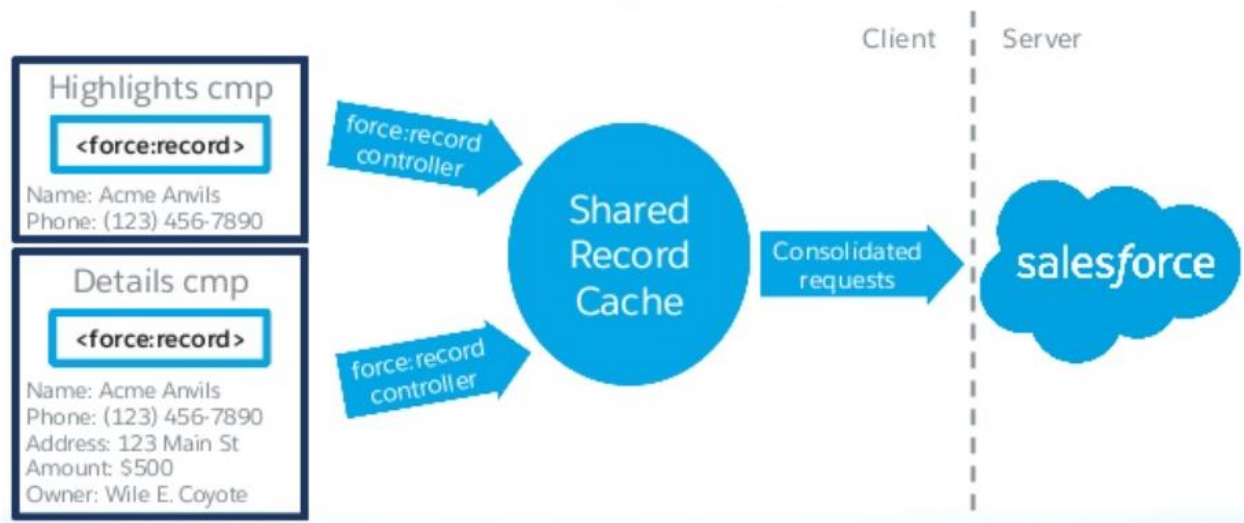 Client
Server
Highlights cmp
<force:record>
Name: Acme Anvils
Phone: (123) 456-7890
force:record
controller
Details cmp
<force:record>
Name: Acme Anvils
Phone: (123) 456-7890
Address: 123 Main St
Amount: $500
Owner: Wile E. Coyote
force:record
controller
Shared
Record
Cache
Consolidated
requests
salesforce